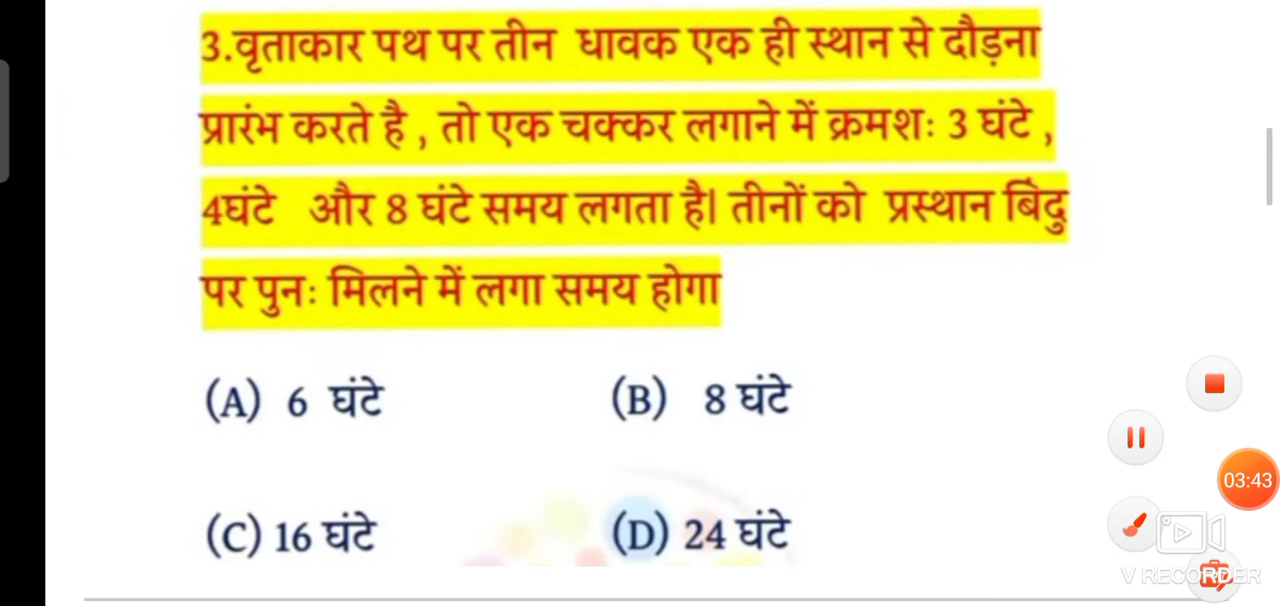 3.वृताकार पथ पर तीन धावक एक ही स्थान से दौड़ना
प्रारंभ करते है , तो एक चक्कर लगाने में क्रमशः 3 घंटे ,
4घंटे और 8 घंटे समय लगता है। तीनों को प्रस्थान बिंदु
पर पुनः मिलने में लगा समय होगा
(A) 6 घंटे (B) 8 घंटे
(C) 16 घंटे (D) 24 घंटे
03:43
V RECORDER